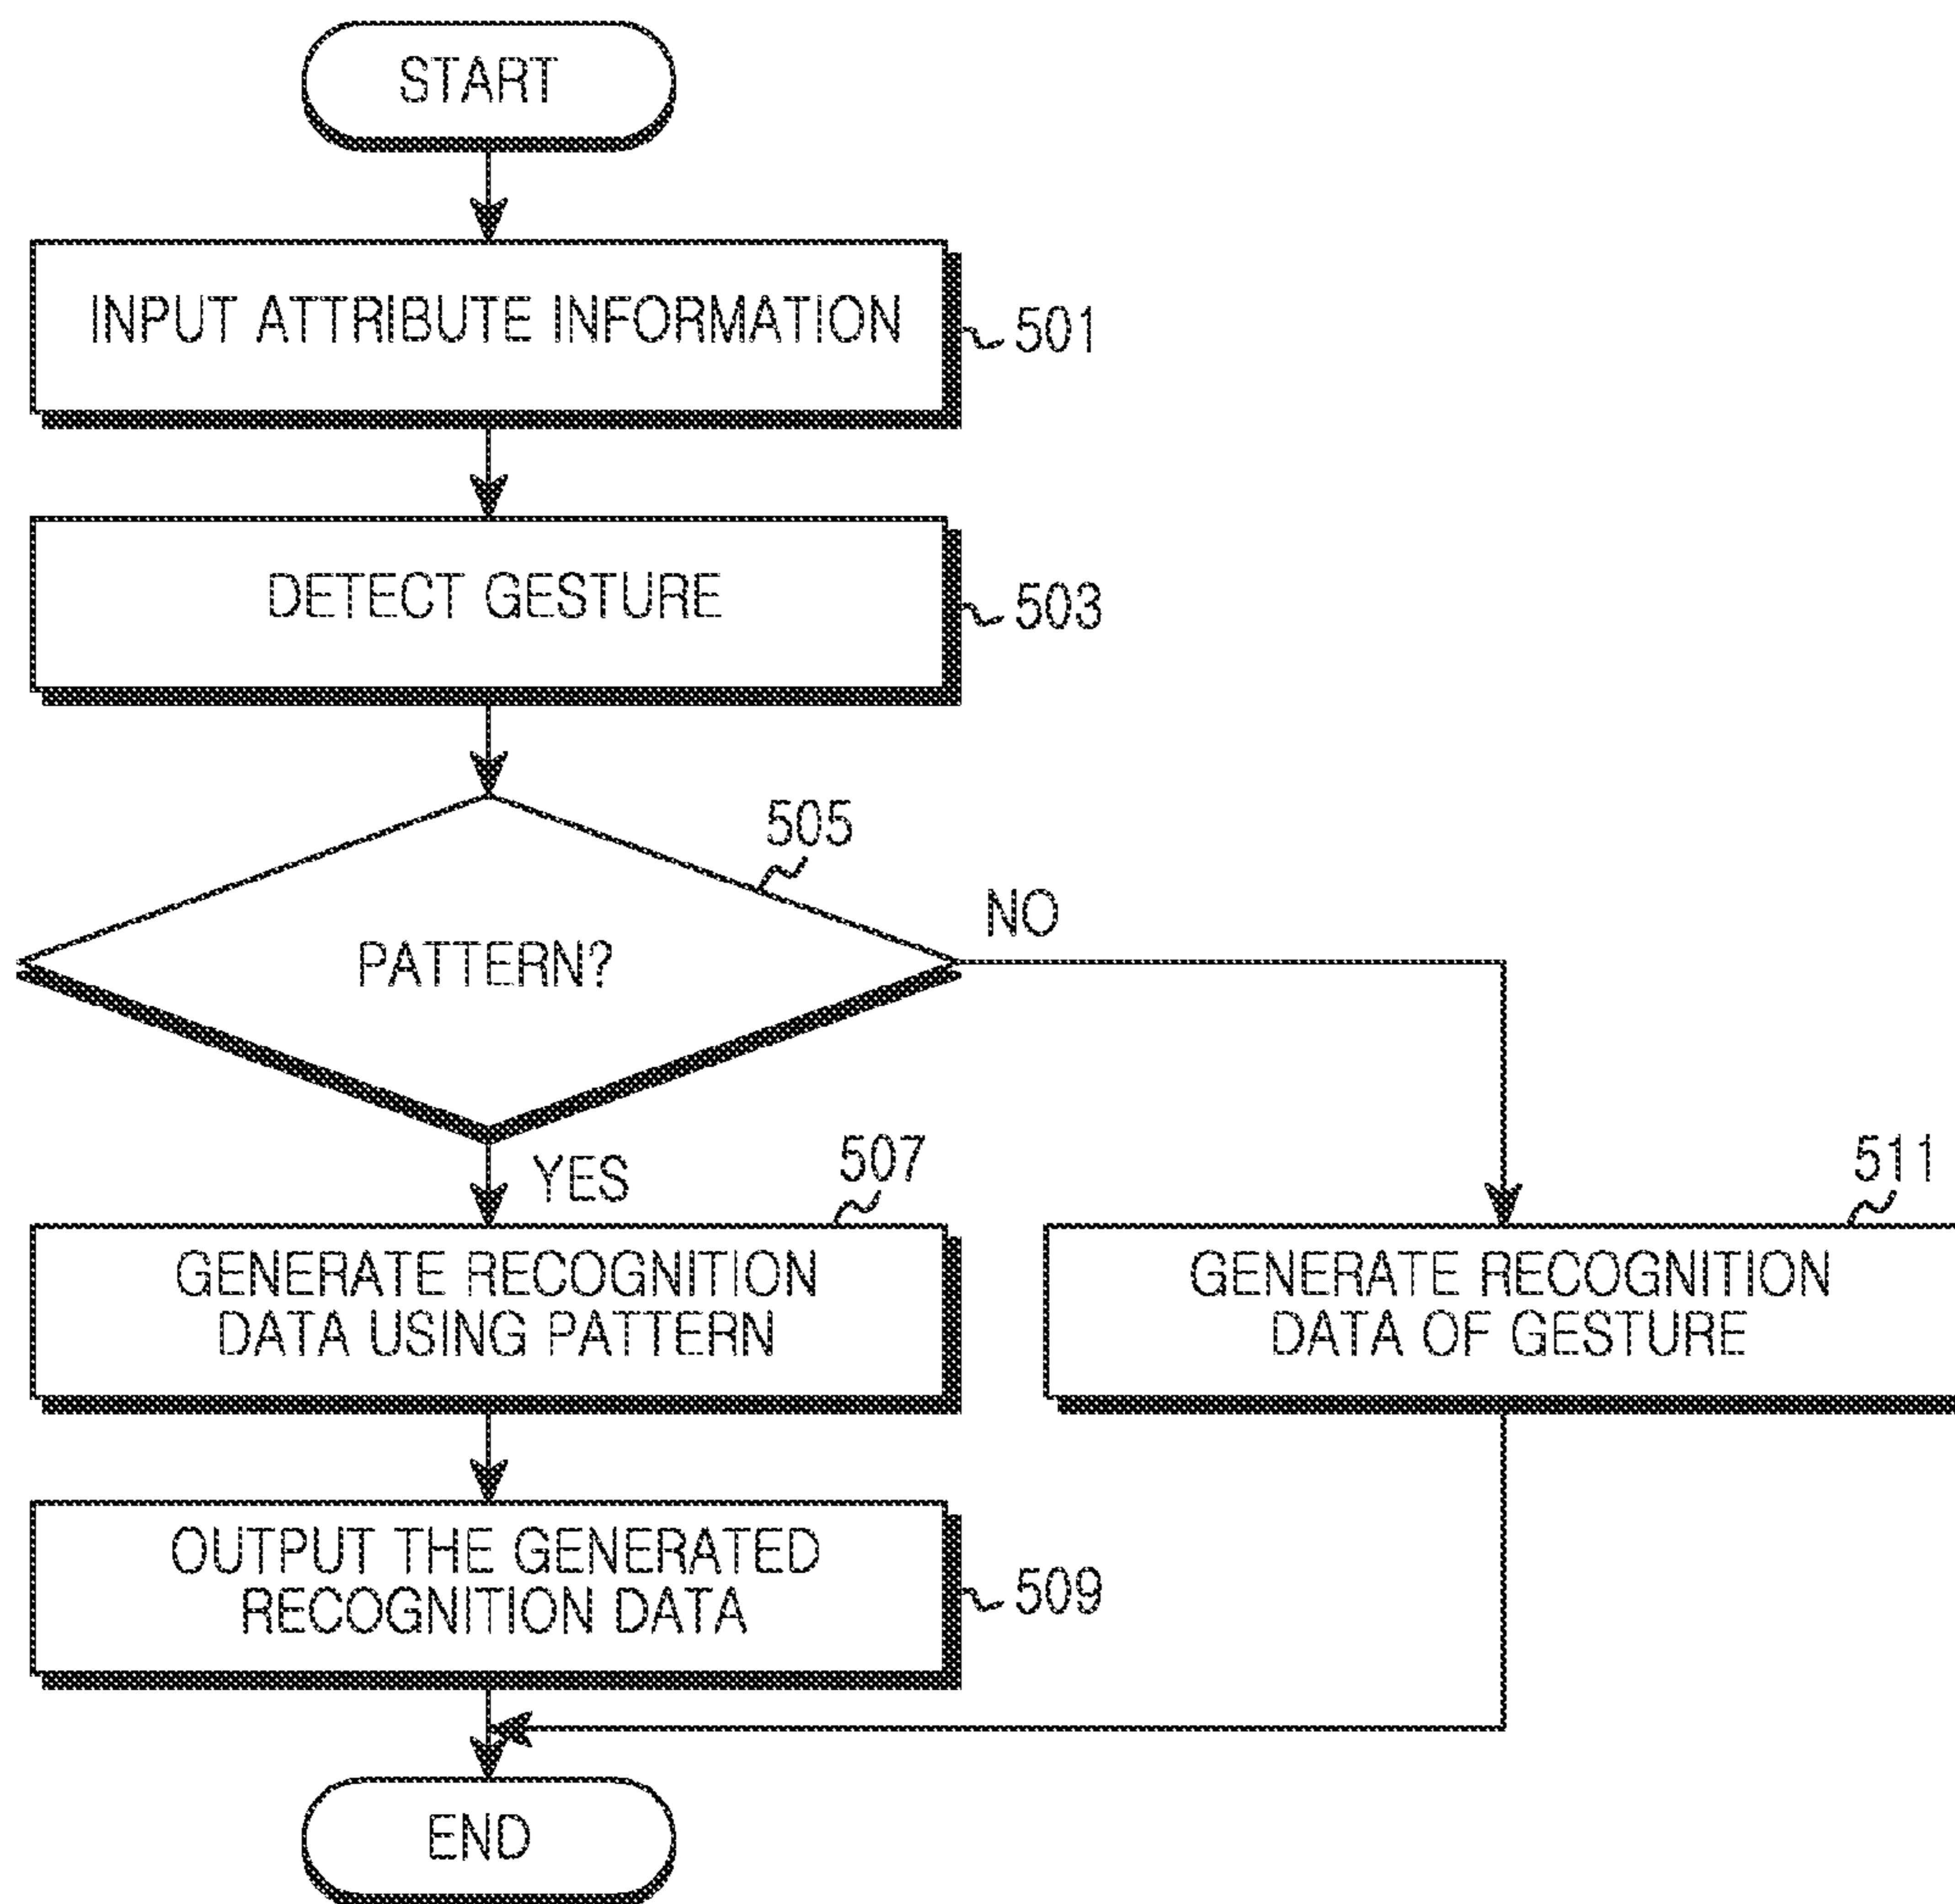 START
INPUT ATTRIBUTE INFORMATION
501
DETECT GESTURE
503
505
PATTERN?
NO
YES
507
GENERATE RECOGNITION
DATA USING PATTERN
511
GENERATE RECOGNITION
DATA OF GESTURE
OUTPUT THE GENERATED
RECOGNITION DATA
509
END